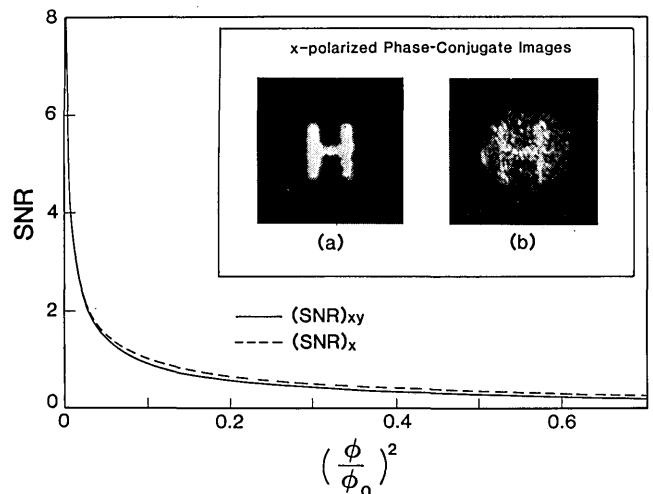 8
6
4
2
0
SNR
x-polarized Phase-Conjugate Images
H
H
(a)
(b)
(SNR)xy
(SNR)x
0
0.2
0.4
0.6
(ϕ/ϕo)²